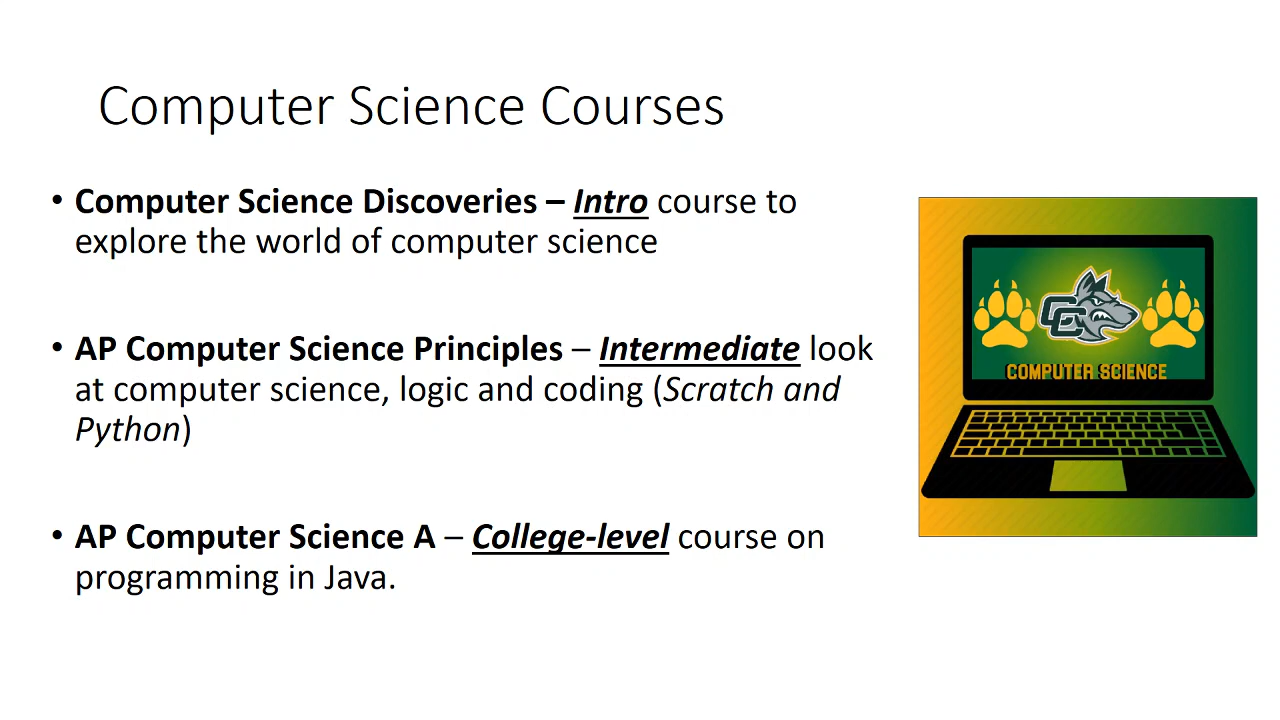 Computer Science Courses
• Computer Science Discoveries – Intro course to
explore the world of computer science
• AP Computer Science Principles – Intermediate look
at computer science, logic and coding (Scratch and
Python)
• AP Computer Science A – College-level course on
programming in Java.
CC
COMPUTER SCIENCE